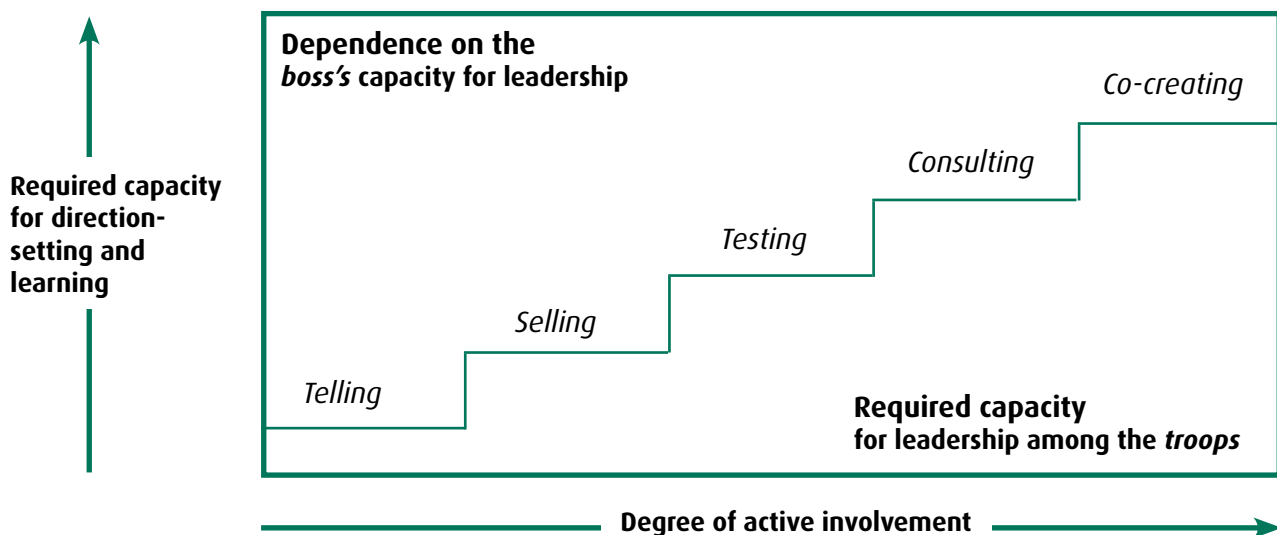 Dependence on the
boss's capacity for leadership
Co-creating
Consulting
Required capacity
for direction-
setting and
learning
Testing
Selling
Telling
Required capacity
for leadership among the troops
Degree of active involvement